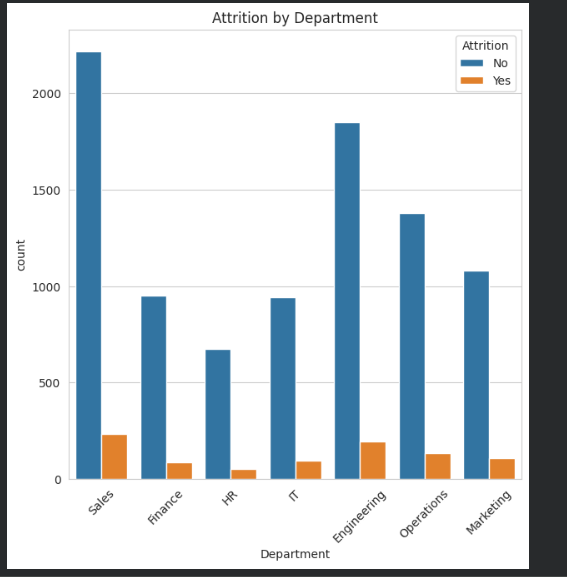 Attrition by Department
Attrition
No
Yes
2000
1500
1000
500
0
count
Sales
Finance
HR
IT
Engineering
Operations
Marketing
Department